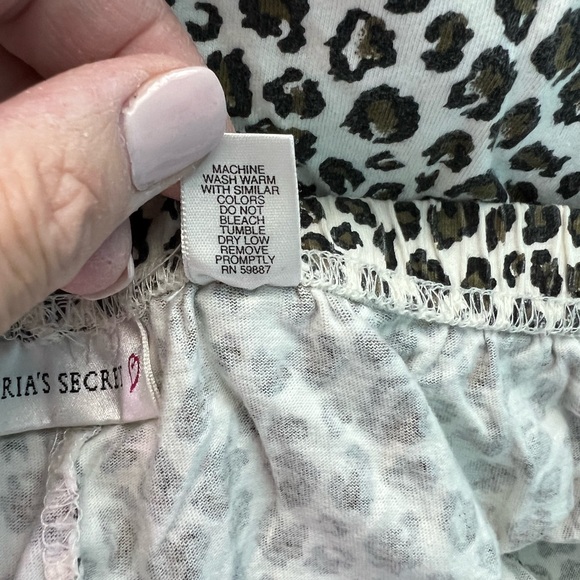 MACHINE
WASH WARM
WITH SIMILAR
COLORS
DO NOT
BLEACH
TUMBLE
DRY LOW
REMOVE
PROMPTLY
RN 59887
RIA'S SECRE